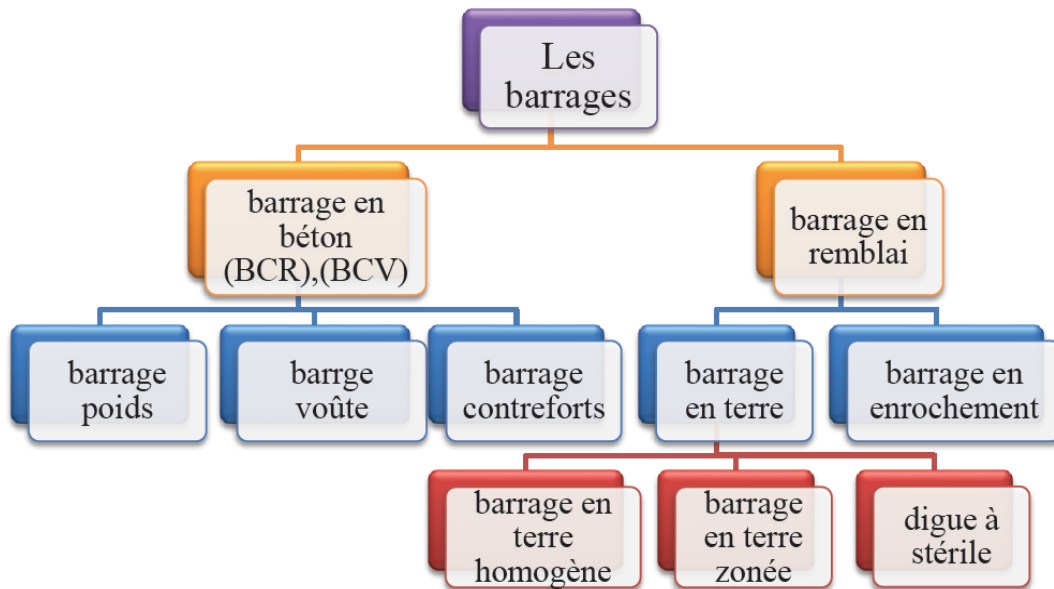 Les
barrages
barrage en
béton
(BCR),(BCV)
barrage en
remblai
barrage
poids
barrge
voûte
barrage
contreforts
barrage
en terre
barrage en
enrochement
barrage en
terre
homogène
barrage
en terre
zonée
digue à
stérile